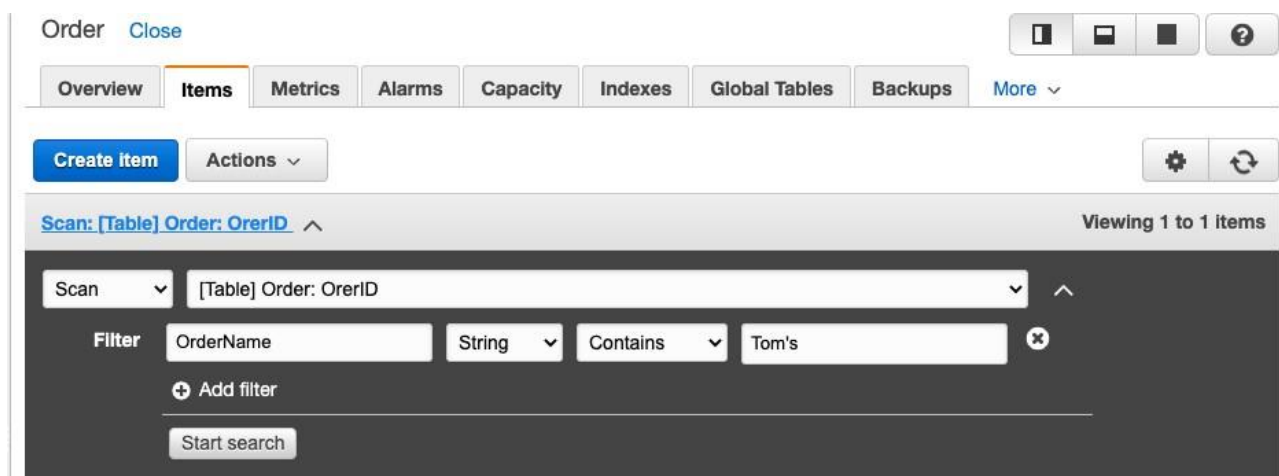 Order Close
Overview Items Metrics Alarms Capacity Indexes Global Tables Backups More
Create item Actions
Scan: [Table] Order: OrerID Viewing 1 to 1 items
Scan [Table] Order: OrerID
Filter OrderName String Contains Tom's
Add filter
Start search